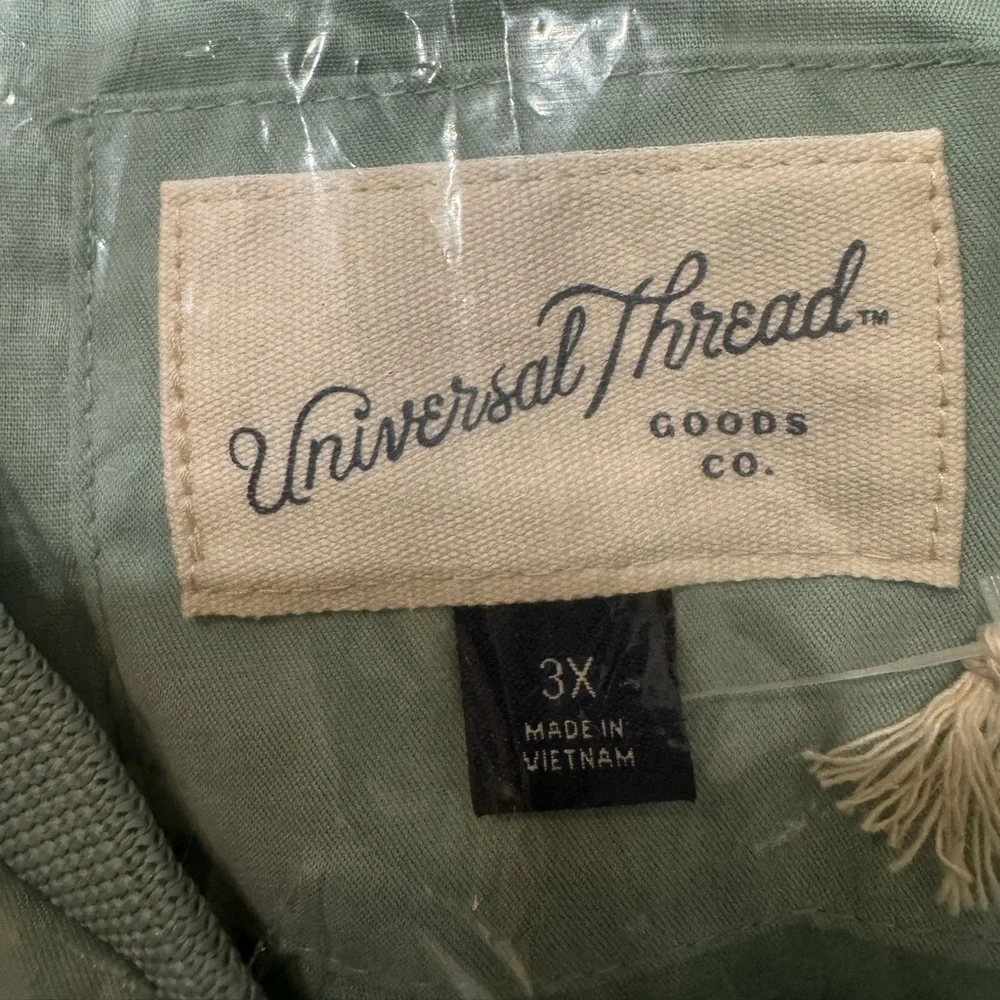 Universal Thread™
GOODS
CO.
3X
MADE IN
VIETNAM